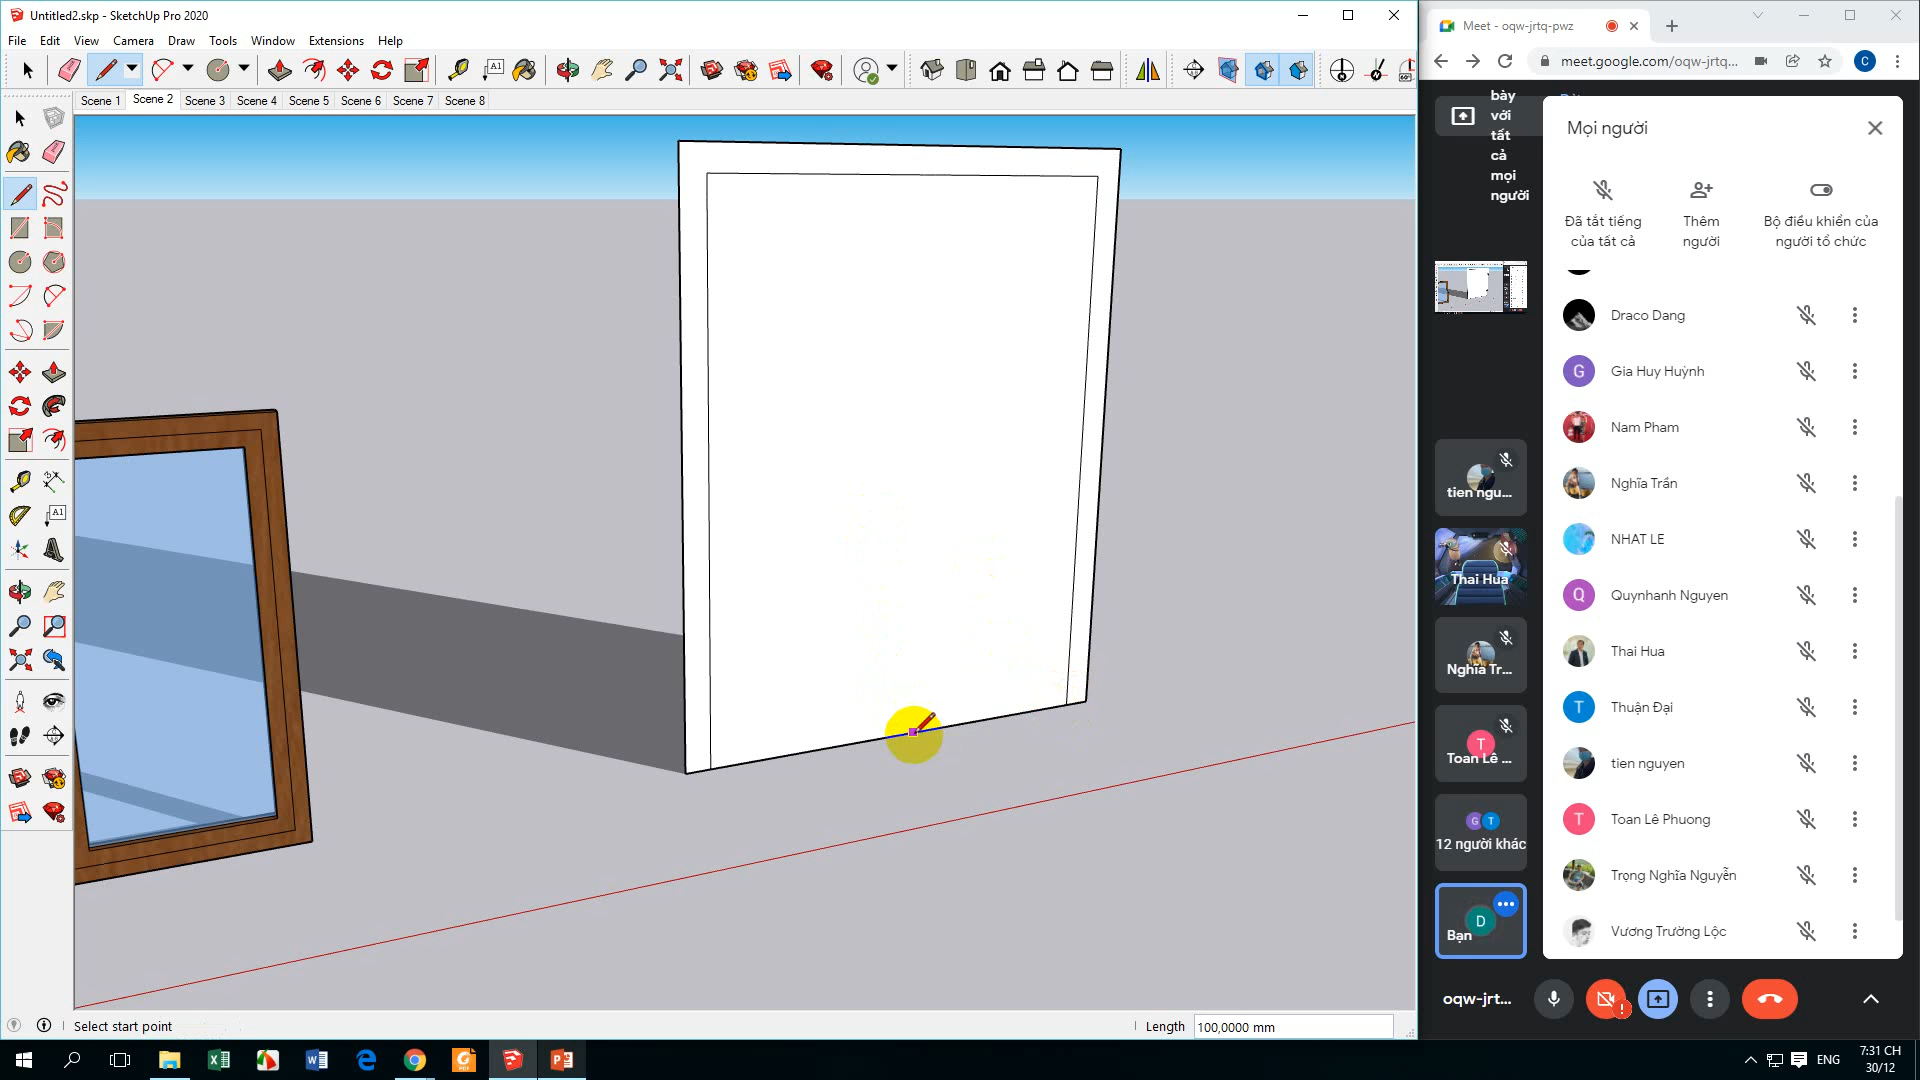 Untitled2.skp - SketchUp Pro 2020
File Edit View Camera Draw Tools Window Extensions Help
Scene 1 Scene 2 Scene 3 Scene 4 Scene 5 Scene 6 Scene 7 Scene 8
Select start point
Length 100,0000 mm
Meet - oqw-jrtq-pwz
meet.google.com/oqw-jrtq...
C
bày
với
tất
cả
mọi
người
Mọi người
Đã tắt tiếng
của tất cả
Thêm
người
Bộ điều khiển của
người tổ chức
Draco Dang
G Gia Huy Huỳnh
Nam Pham
Nghĩa Trần
NHAT LE
Q Quynhanh Nguyen
Thai Hua
T Thuận Đại
tien nguyen
T Toan Lê Phuong
Trọng Nghĩa Nguyễn
Vương Trường Lộc
tien ngu...
Thai Hua
Nghĩa Tr...
T
Toan Lê ...
G T
12 người khác
D
Bạn
oqw-jrt...
ENG
7:31 CH
30/12